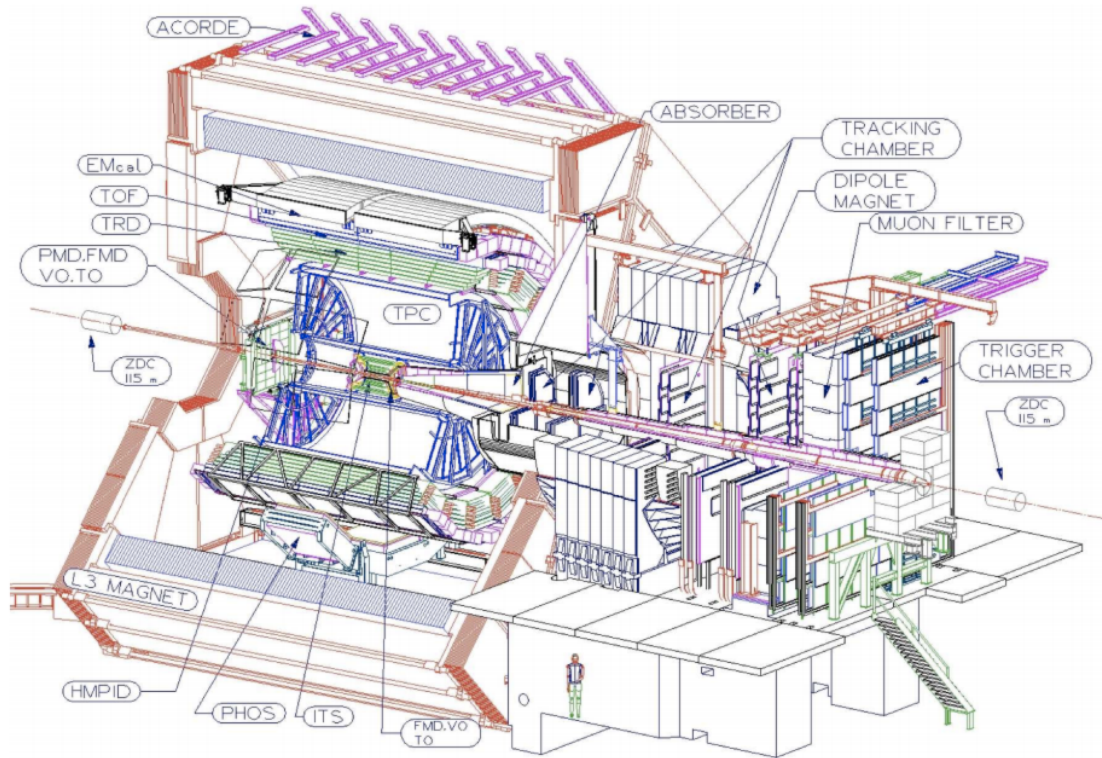 ACORDE
ABSORBER
TRACKING
CHAMBER
EMcal
DIPOLE
MAGNET
TOF
MUON FILTER
TRD
PMD.FMD
VO.TO
TPC
TRIGGER
CHAMBER
ZDC
115 m
ZDC
115 m
L3 MAGNET
HMPID
PHOS
ITS
FMD.VO
TO